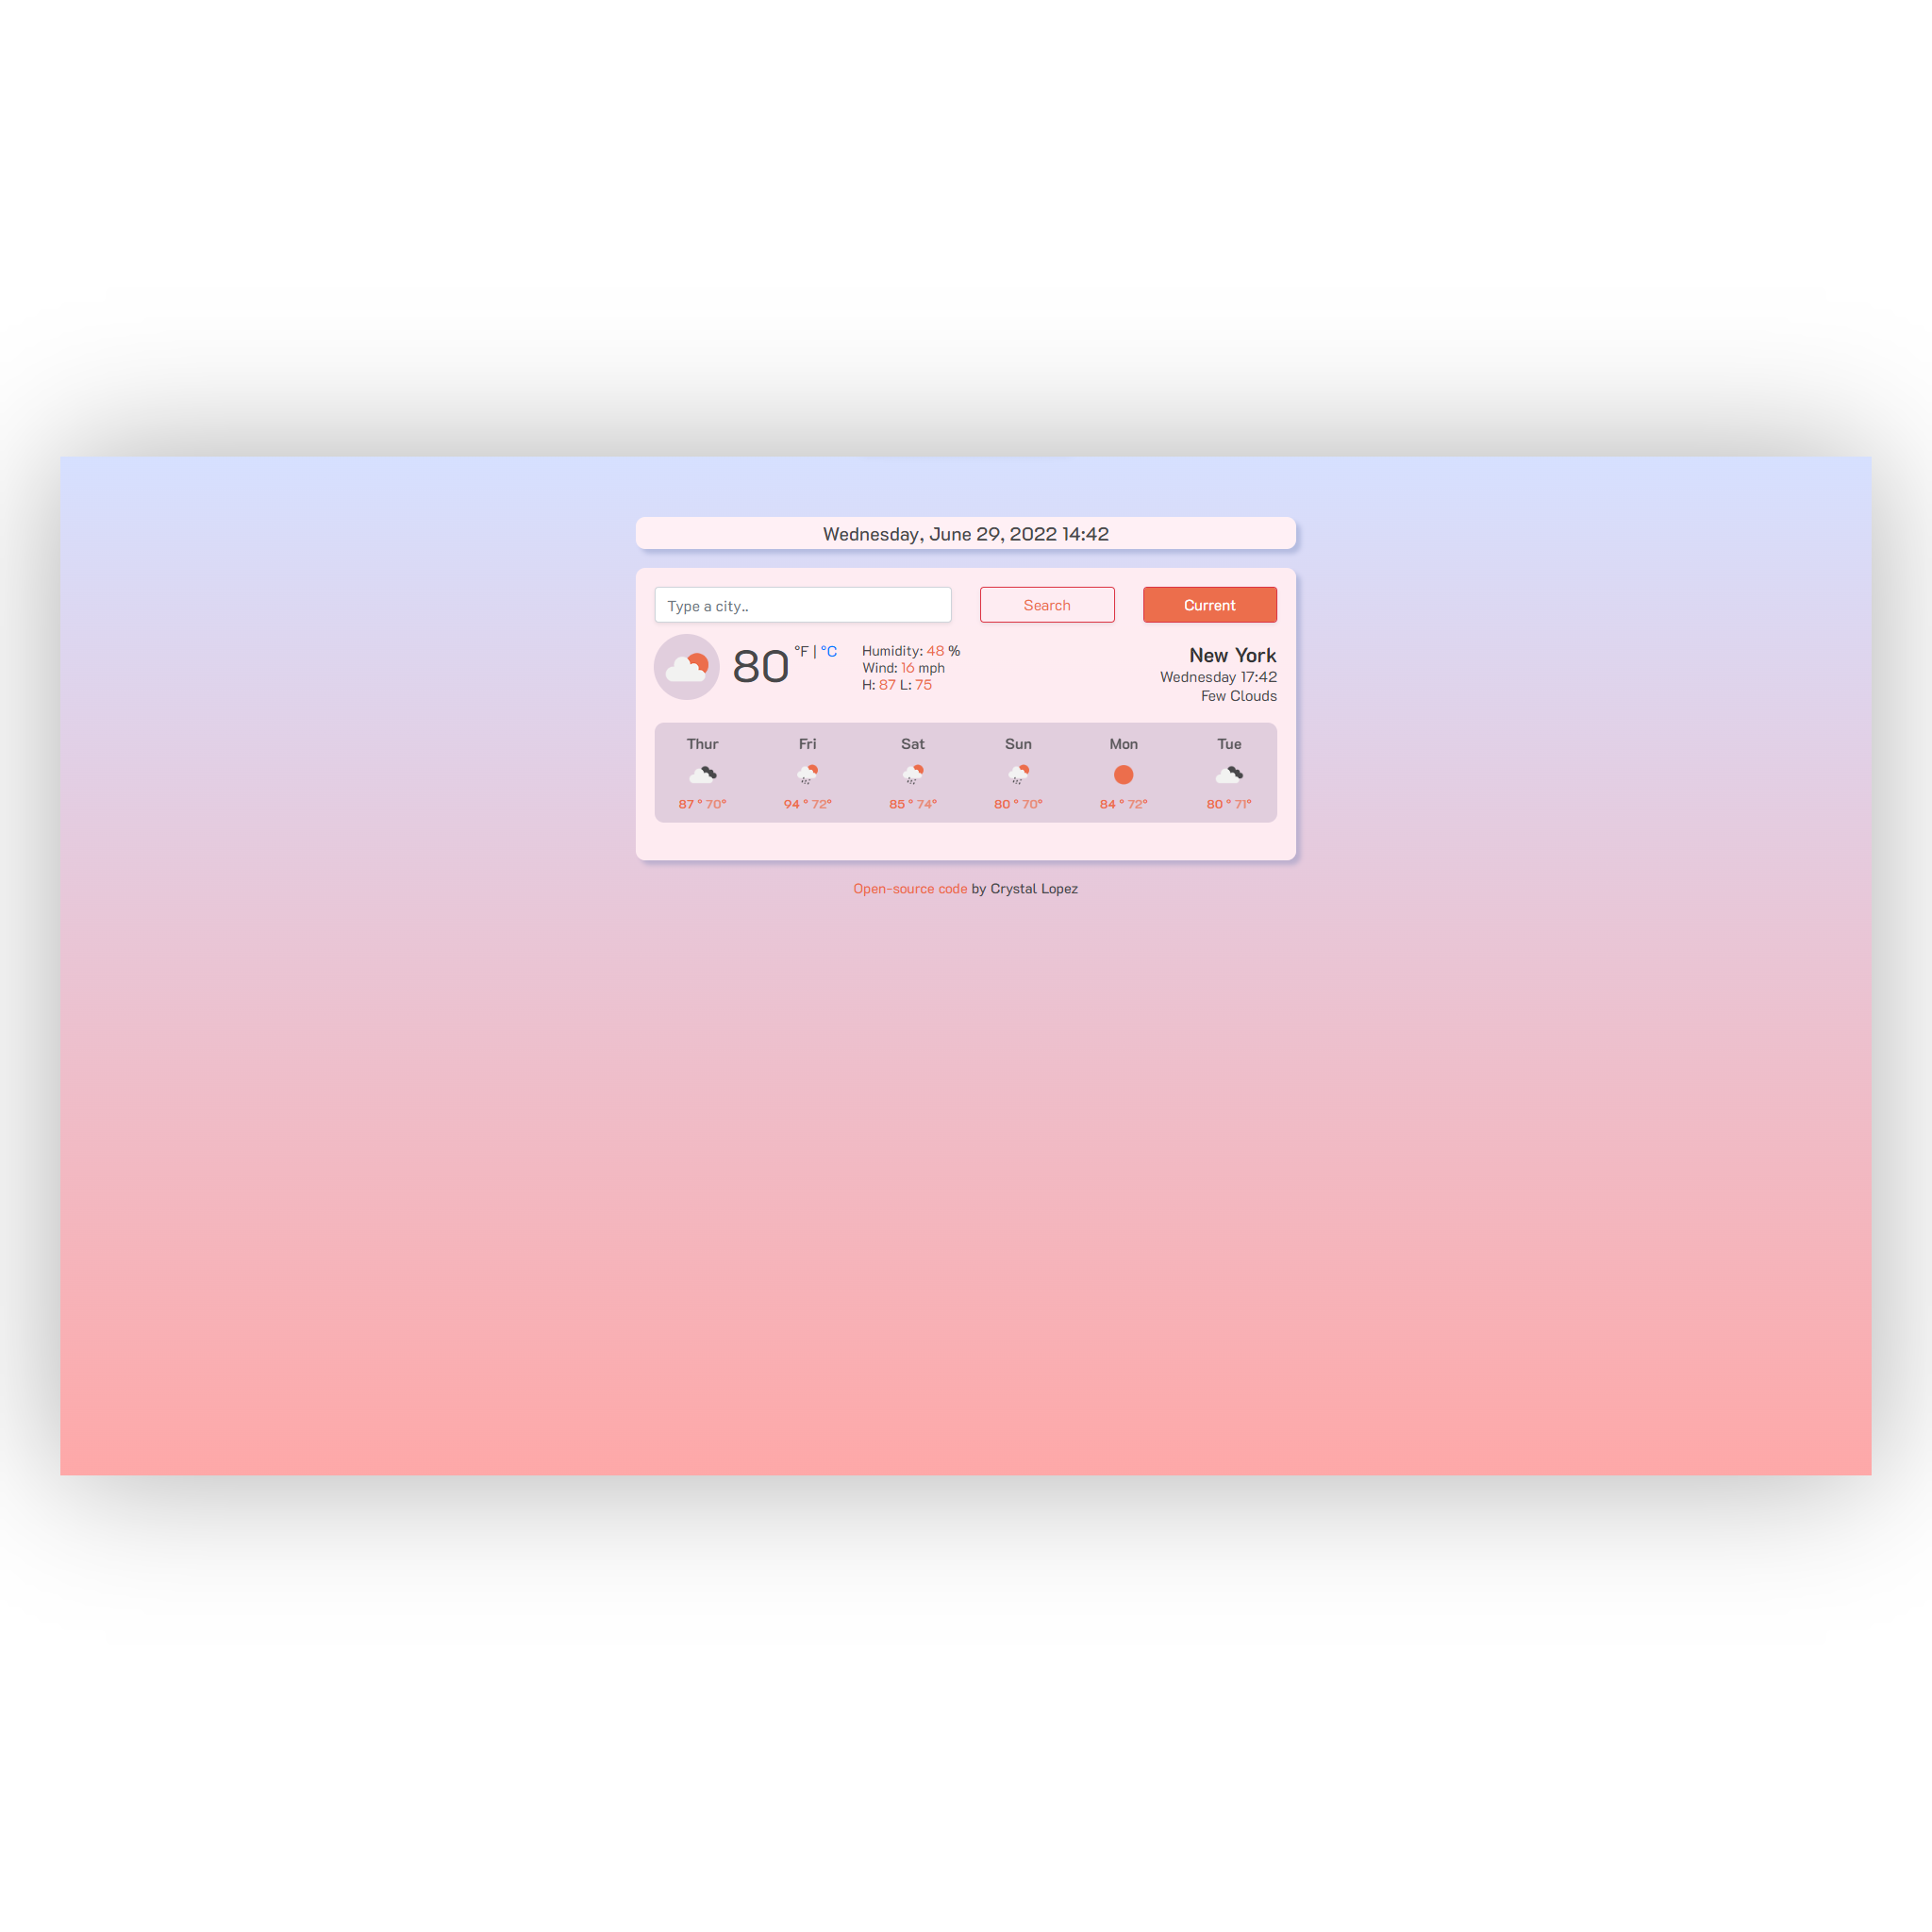 Wednesday, June 29, 2022 14:42
Type a city..
Search
Current
80 °F | °C
Humidity: 48 %
Wind: 16 mph
H: 87 L: 75
New York
Wednesday 17:42
Few Clouds
Thur Fri Sat Sun Mon Tue
87 ° 70° 94 ° 72° 85 ° 74° 80 ° 70° 84 ° 72° 80 ° 71°
Open-source code by Crystal Lopez